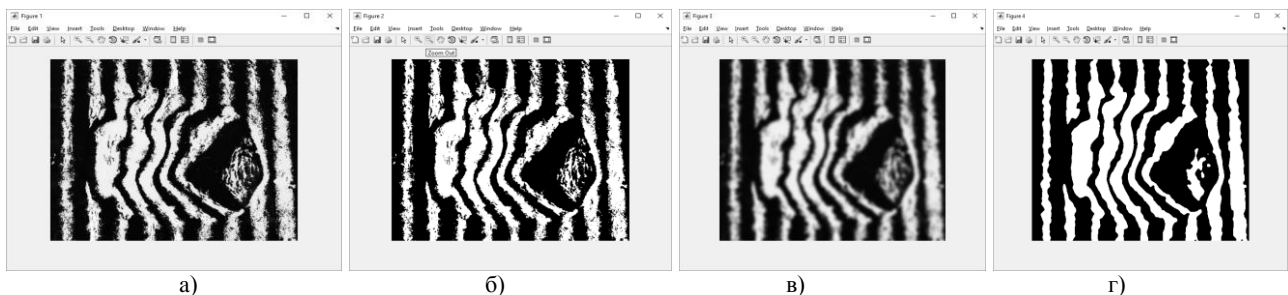 Figure 1
File Edit View Insert Tools Desktop Window Help
Figure 2
File Edit View Insert Tools Desktop Window Help
Zoom Out
Figure 3
File Edit View Insert Tools Desktop Window Help
Figure 4
File Edit View Insert Tools Desktop Window Help
а) б) в) г)